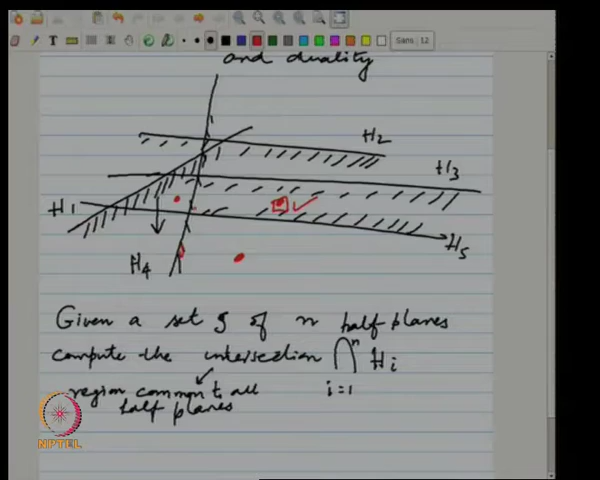 Sans 12
and duality
H2
H3
H1
H5
H4
Given a set S of n half planes
compute the intersection ⋂ Hi
n
i=1
region common to all
half planes
NPTEL